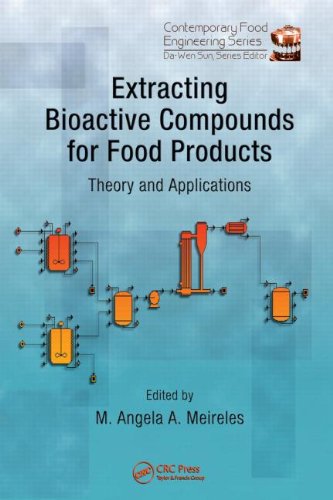 Contemporary Food
Engineering Series
Da-Wen Sun, Series Editor
Extracting
Bioactive Compounds
for Food Products
Theory and Applications
Edited by
M. Angela A. Meireles
CRC Press
Taylor & Francis Group